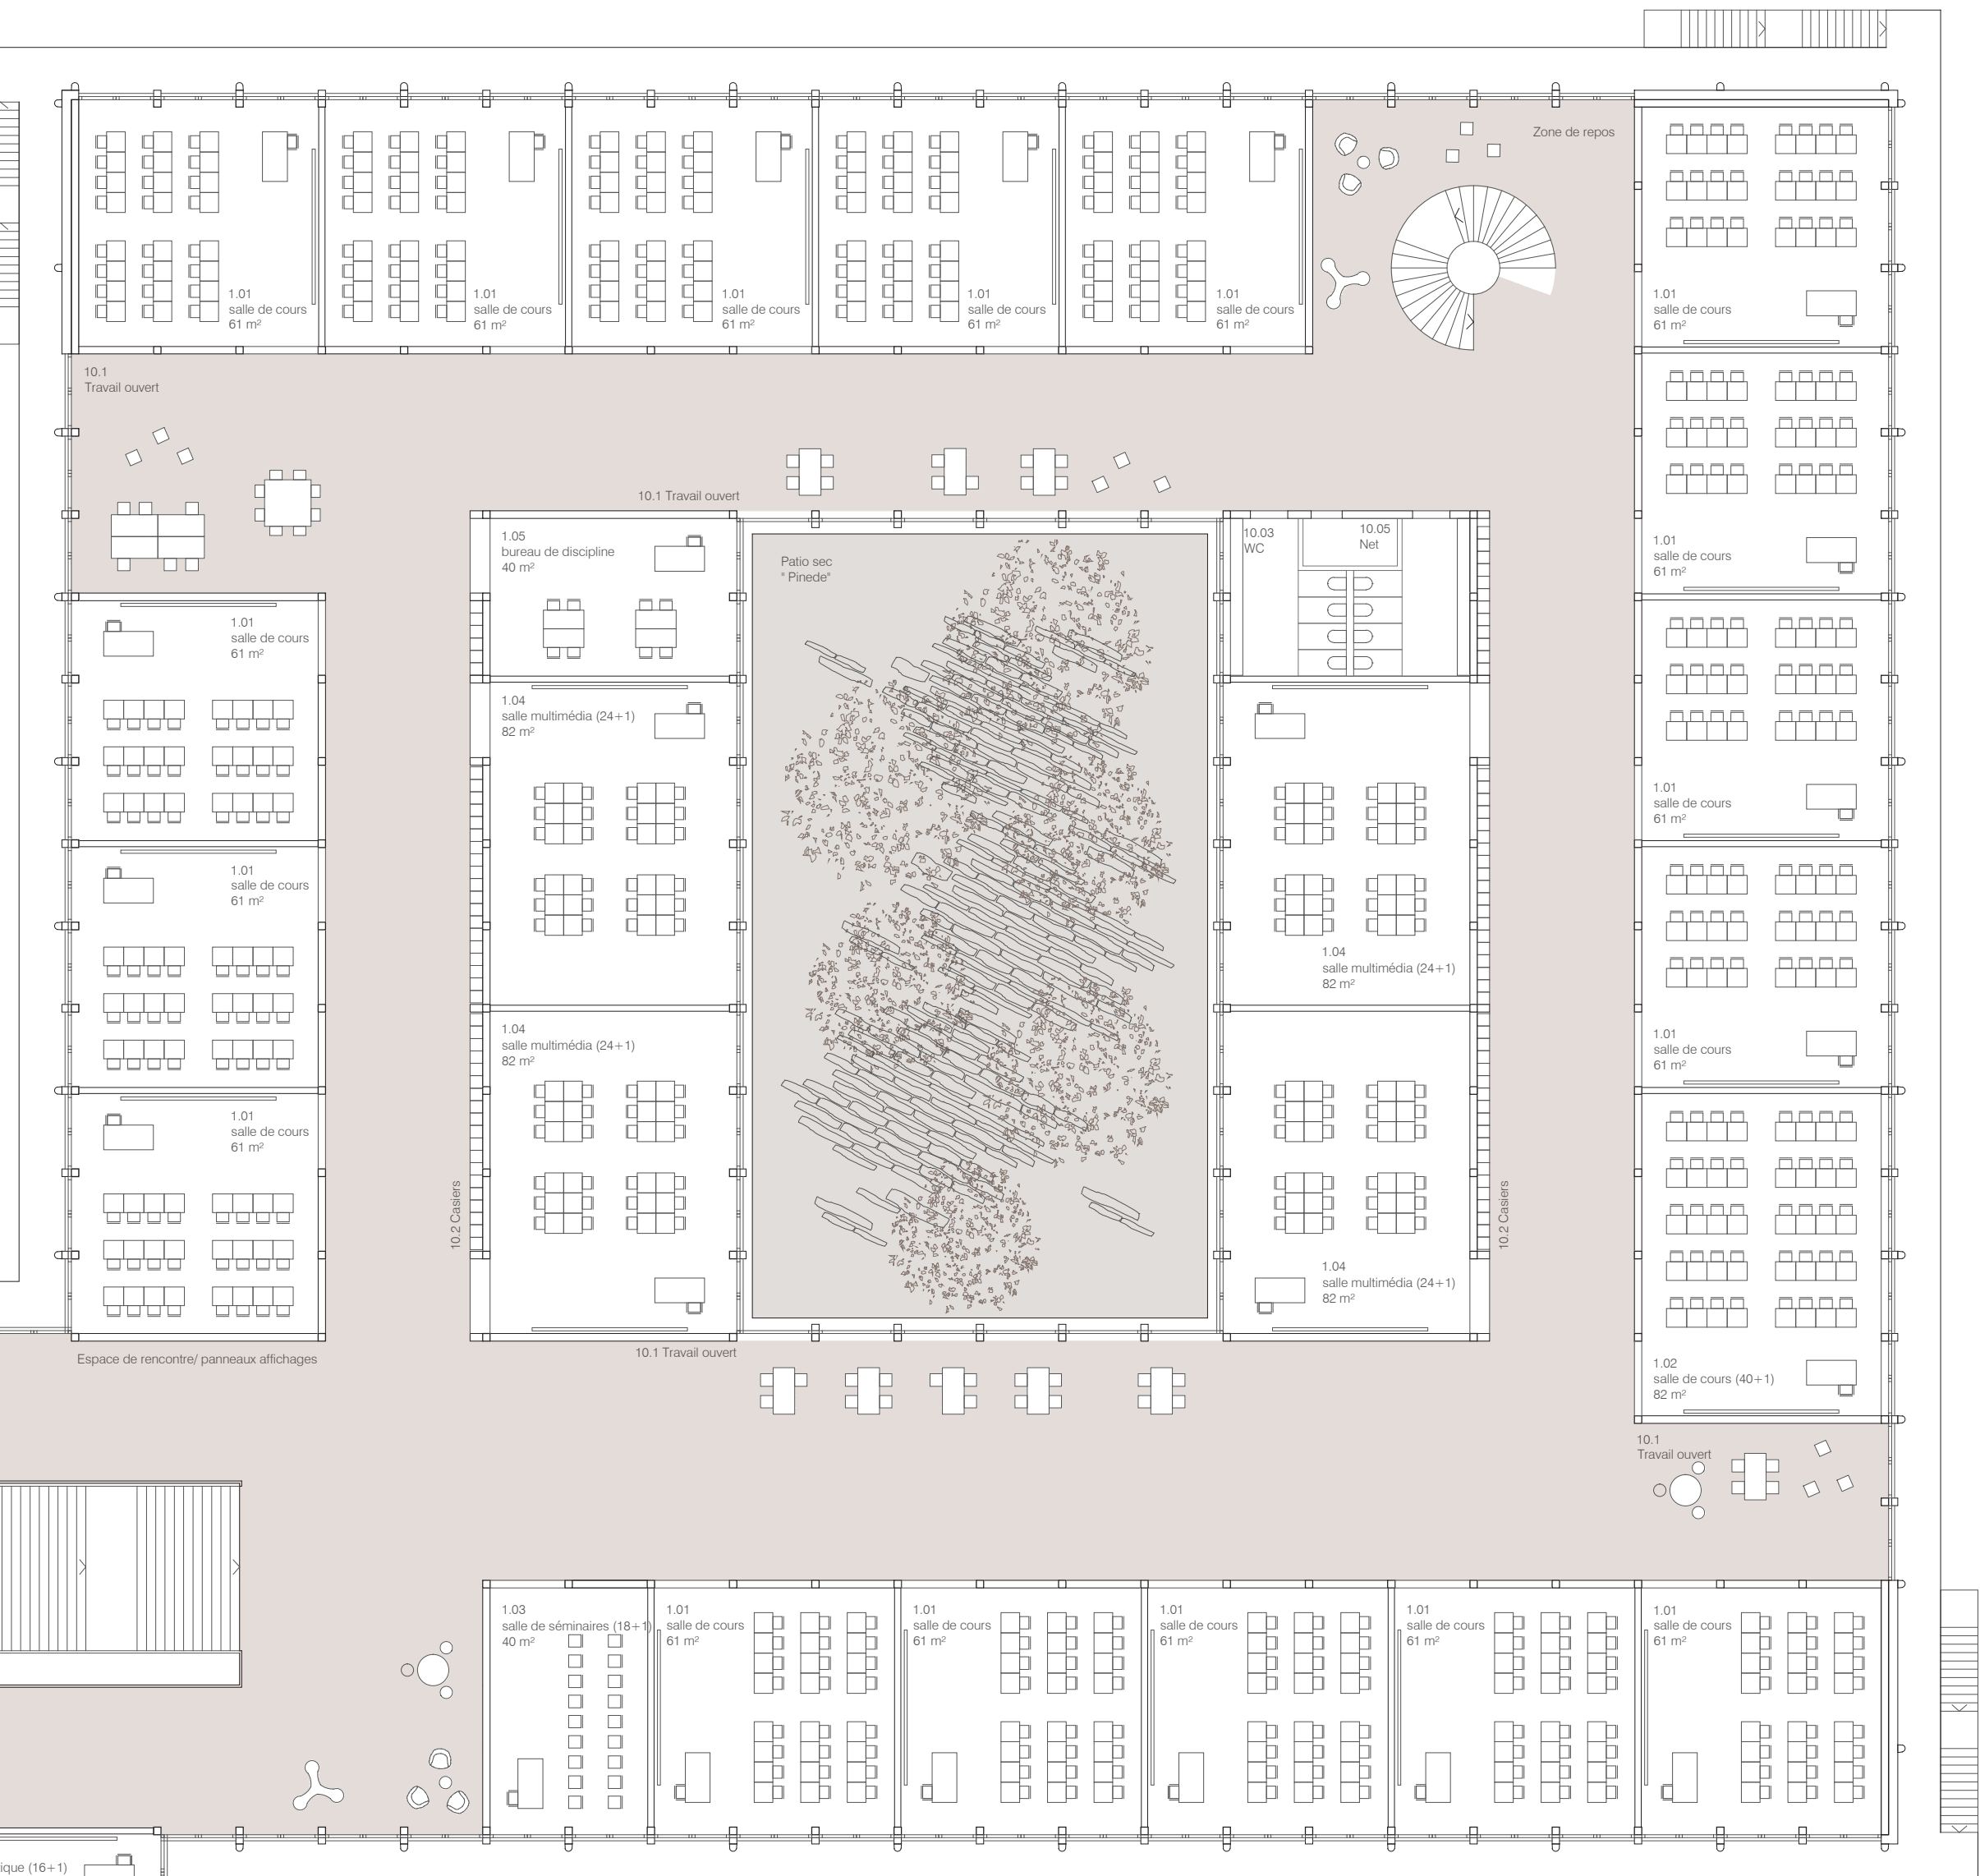 Zone de repos
1.01
salle de cours
61 m²
1.01
salle de cours
61 m²
1.01
salle de cours
61 m²
1.01
salle de cours
61 m²
1.01
salle de cours
61 m²
1.01
salle de cours
61 m²
10.1
Travail ouvert
10.1 Travail ouvert
1.05
bureau de discipline
40 m²
Patio sec
" Pinede"
10.03
WC
10.05
Net
1.01
salle de cours
61 m²
1.01
salle de cours
61 m²
1.04
salle multimédia (24+1)
82 m²
1.01
salle de cours
61 m²
1.01
salle de cours
61 m²
1.04
salle multimédia (24+1)
82 m²
1.04
salle multimédia (24+1)
82 m²
1.01
salle de cours
61 m²
1.01
salle de cours
61 m²
10.2 Casiers
10.2 Casiers
1.04
salle multimédia (24+1)
82 m²
Espace de rencontre/ panneaux affichages
10.1 Travail ouvert
1.02
salle de cours (40+1)
82 m²
10.1
Travail ouvert
1.03
salle de séminaires (18+1)
40 m²
1.01
salle de cours
61 m²
1.01
salle de cours
61 m²
1.01
salle de cours
61 m²
1.01
salle de cours
61 m²
1.01
salle de cours
61 m²
ique (16+1)